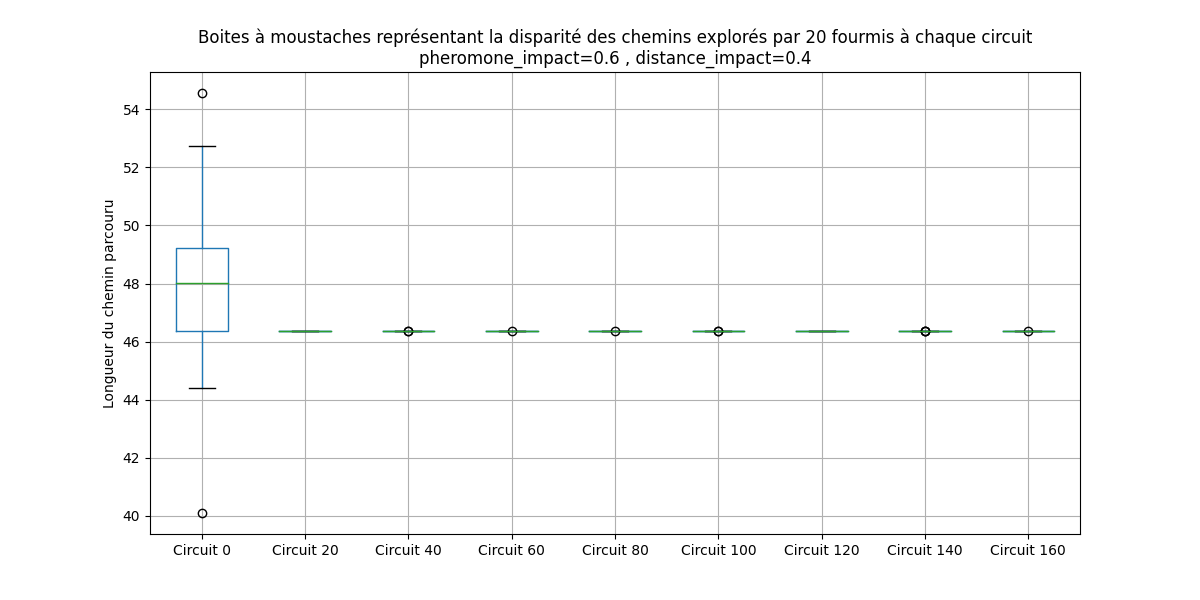 Boites à moustaches représentant la disparité des chemins explorés par 20 fourmis à chaque circuit
pheromone_impact=0.6 , distance_impact=0.4
Longueur du chemin parcouru
54
52
50
48
46
44
42
40
Circuit 0 Circuit 20 Circuit 40 Circuit 60 Circuit 80 Circuit 100 Circuit 120 Circuit 140 Circuit 160